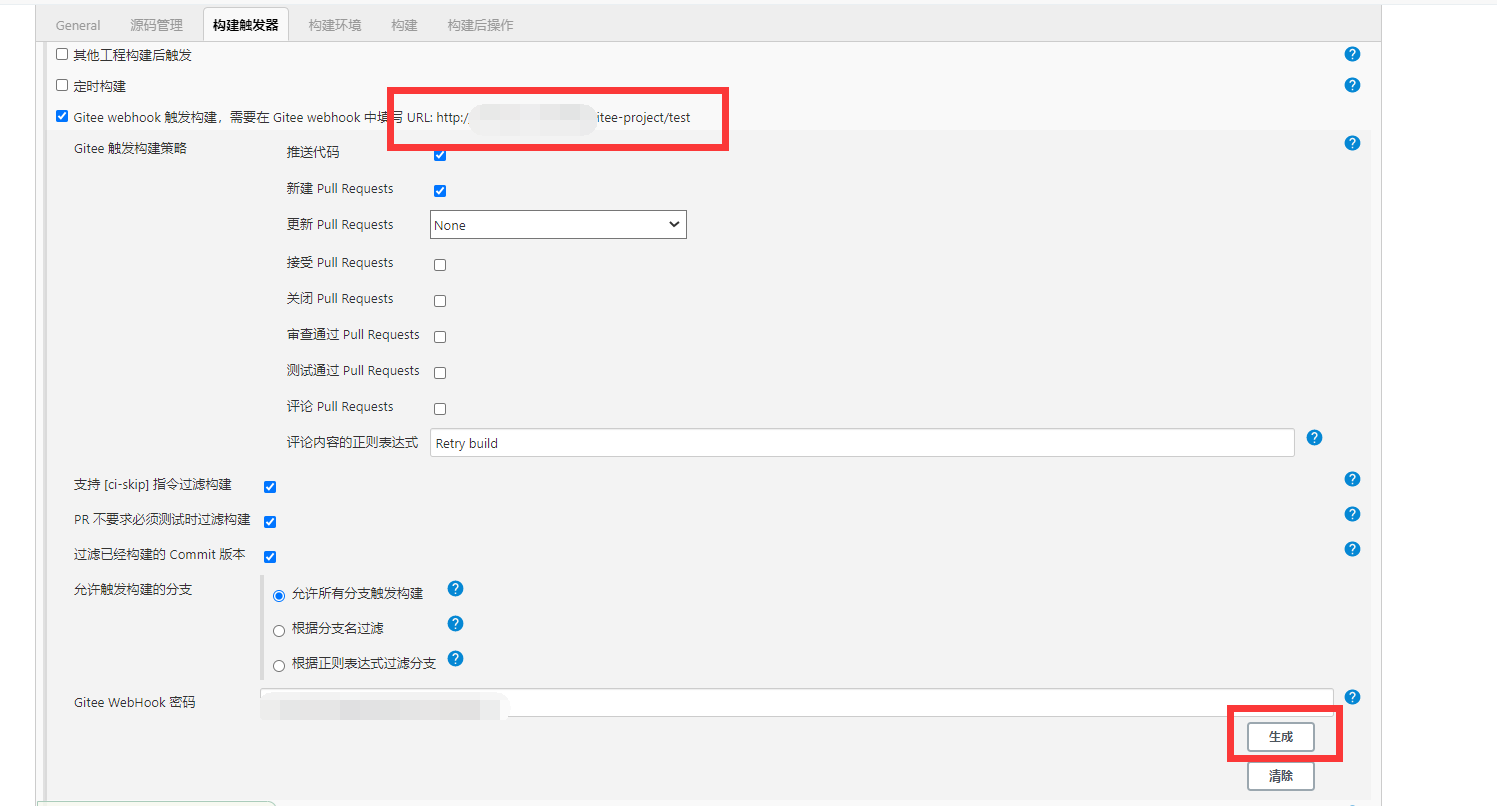 General 源码管理 构建触发器 构建环境 构建 构建后操作
其他工程构建后触发
定时构建
Gitee webhook 触发构建，需要在 Gitee webhook 中填写 URL: http:// itee-project/test
Gitee 触发构建策略
推送代码
新建 Pull Requests
更新 Pull Requests None
接受 Pull Requests
关闭 Pull Requests
审查通过 Pull Requests
测试通过 Pull Requests
评论 Pull Requests
评论内容的正则表达式 Retry build
支持 [ci-skip] 指令过滤构建
PR 不要求必须测试时过滤构建
过滤已经构建的 Commit 版本
允许触发构建的分支
允许所有分支触发构建
根据分支名过滤
根据正则表达式过滤分支
Gitee WebHook 密码
生成
清除